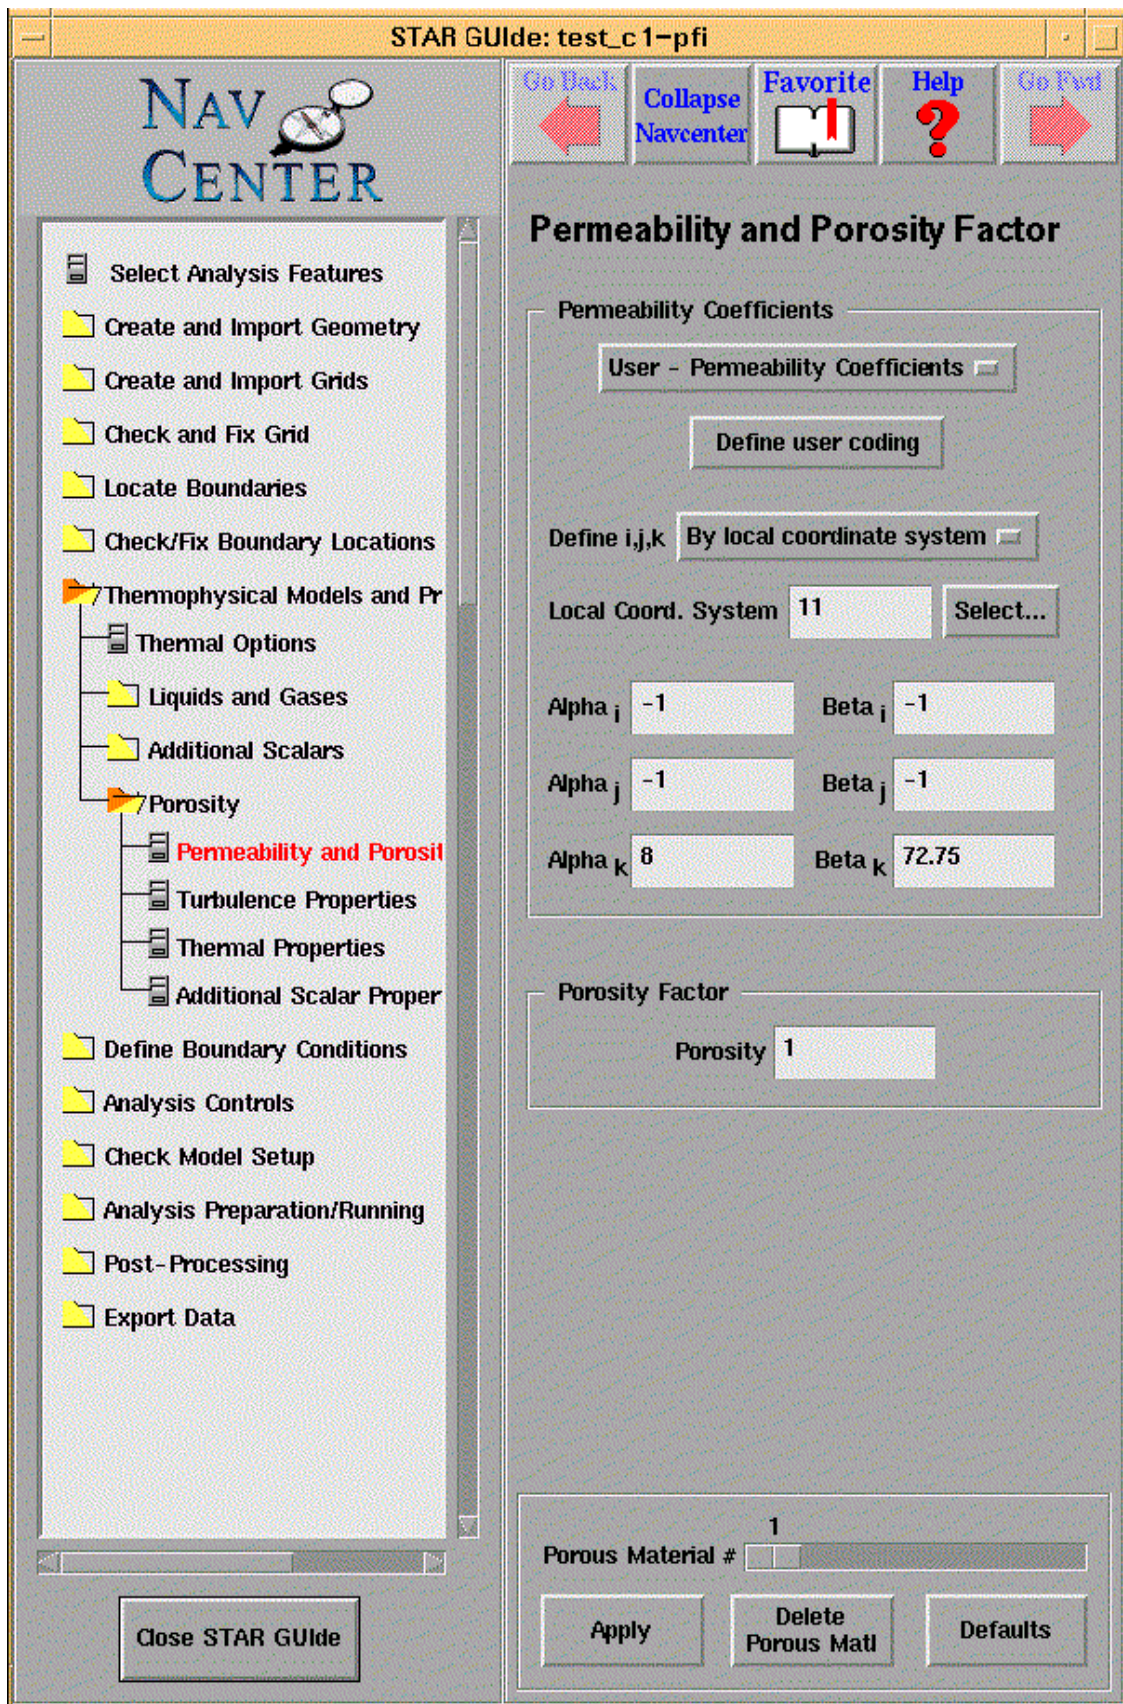 STAR GUIde: test_c1-pfi
NAV
CENTER
Select Analysis Features
Create and Import Geometry
Create and Import Grids
Check and Fix Grid
Locate Boundaries
Check/Fix Boundary Locations
Thermophysical Models and Pr
Thermal Options
Liquids and Gases
Additional Scalars
Porosity
Permeability and Porosit
Turbulence Properties
Thermal Properties
Additional Scalar Proper
Define Boundary Conditions
Analysis Controls
Check Model Setup
Analysis Preparation/Running
Post-Processing
Export Data
Close STAR GUIde
Go Back
Collapse
Navcenter
Favorite
Help
Go Fwd
Permeability and Porosity Factor
Permeability Coefficients
User - Permeability Coefficients
Define user coding
Define i,j,k By local coordinate system
Local Coord. System 11 Select...
Alpha i -1 Beta i -1
Alpha j -1 Beta j -1
Alpha k 8 Beta k 72.75
Porosity Factor
Porosity 1
1
Porous Material #
Apply
Delete
Porous Matl
Defaults